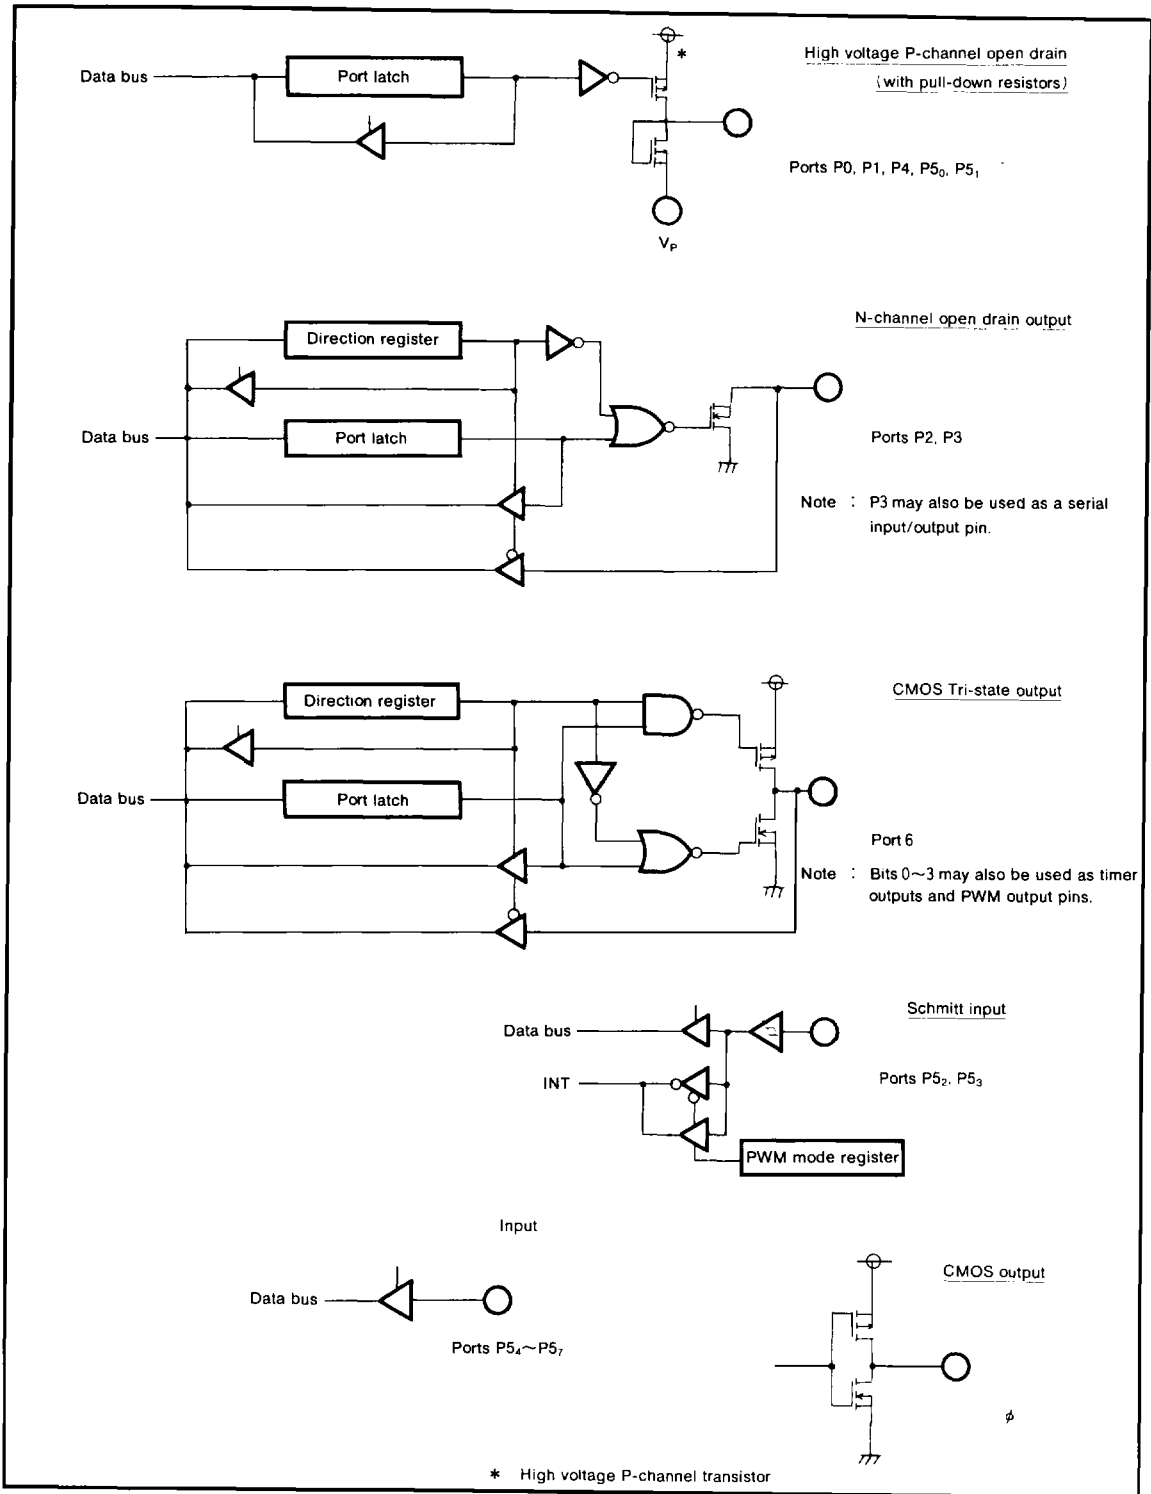 High voltage P-channel open drain
(with pull-down resistors)
*
Data bus
Port latch
Ports P0, P1, P4, P5₀, P5₁
V_P
N-channel open drain output
Direction register
Data bus
Port latch
Ports P2, P3
Note : P3 may also be used as a serial
input/output pin.
CMOS Tri-state output
Direction register
Data bus
Port latch
Port 6
Note : Bits 0~3 may also be used as timer
outputs and PWM output pins.
Schmitt input
Data bus
INT
Ports P5₂, P5₃
PWM mode register
Input
Data bus
Ports P5₄~P5₇
CMOS output
ϕ
* High voltage P-channel transistor